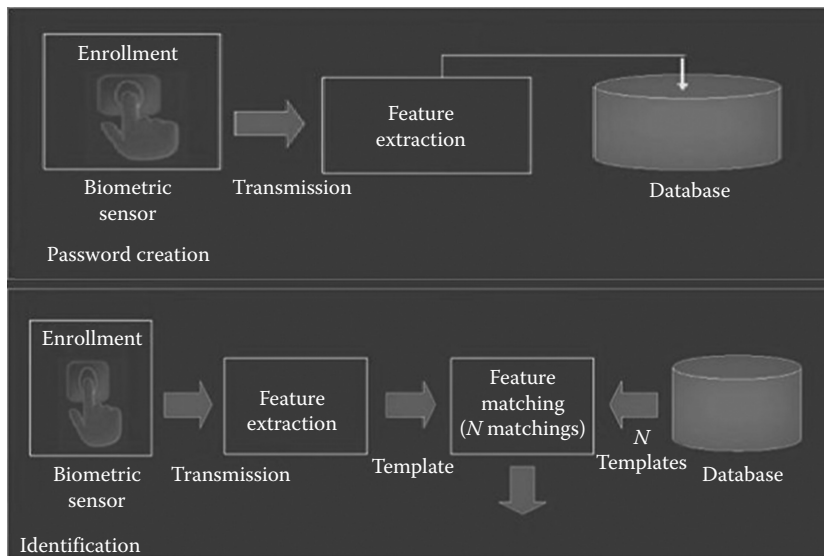 Enrollment
Biometric
sensor
Transmission
Feature
extraction
Database
Password creation
Enrollment
Biometric
sensor
Transmission
Feature
extraction
Template
Feature
matching
(N matchings)
N
Templates
Database
Identification